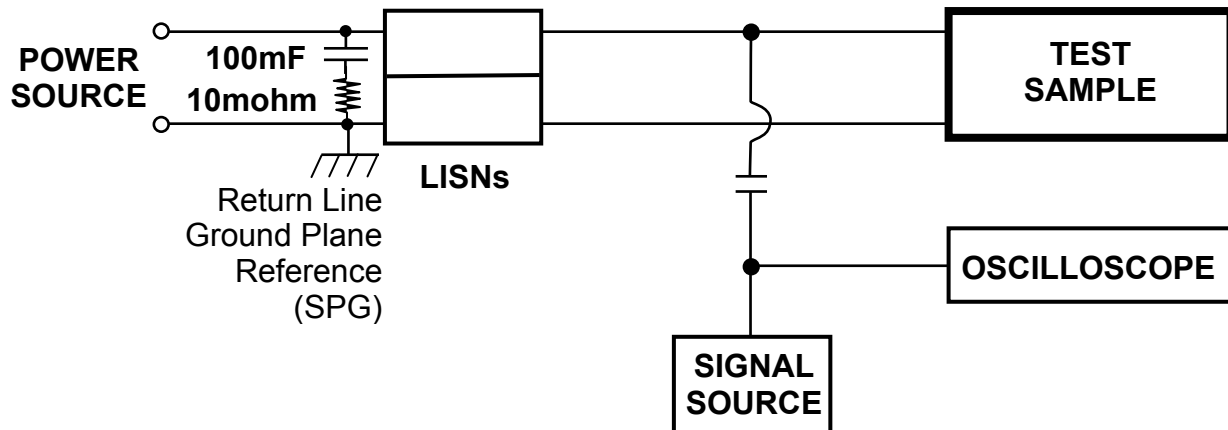 POWER
SOURCE
100mF
10mohm
Return Line
Ground Plane
Reference
(SPG)
LISNs
TEST
SAMPLE
OSCILLOSCOPE
SIGNAL
SOURCE